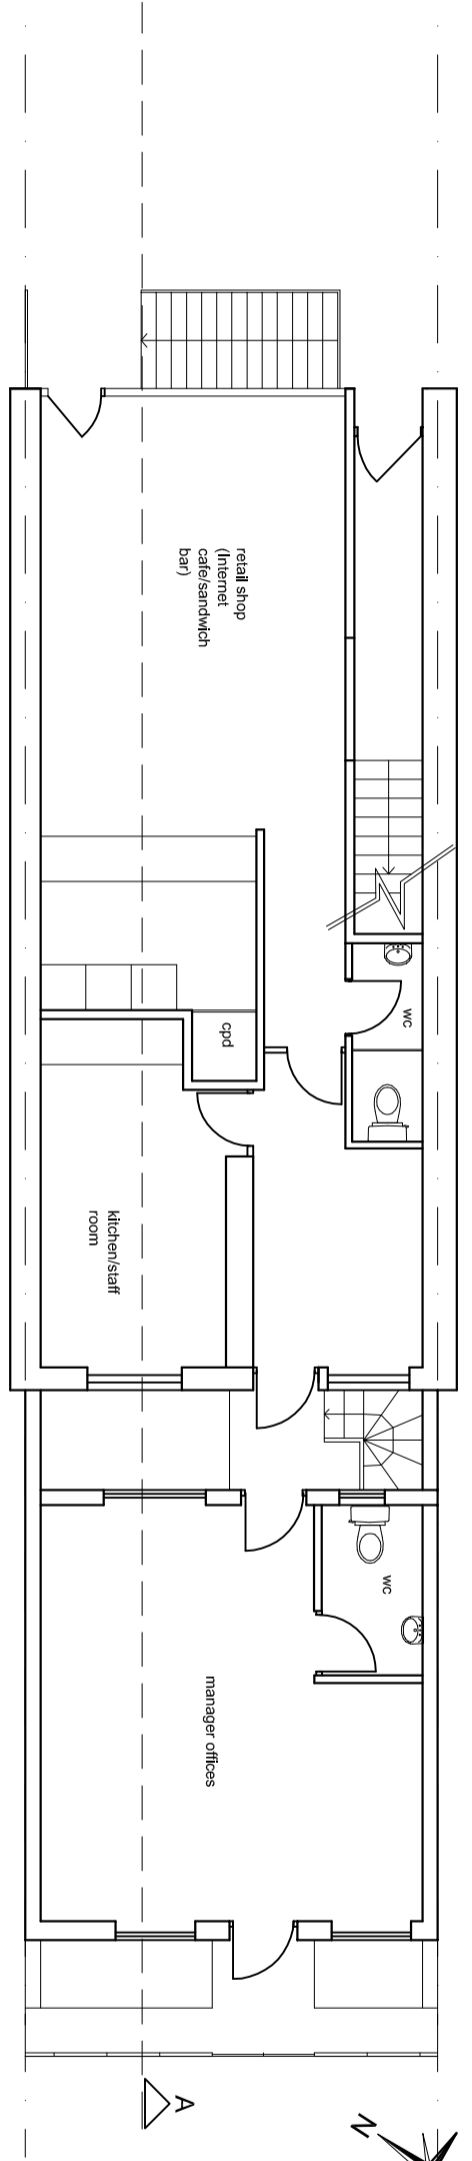 retail shop
(Internet
cafe/sandwich
bar)
wc
cpd
kitchen/staff
room
wc
manager offices
A
N